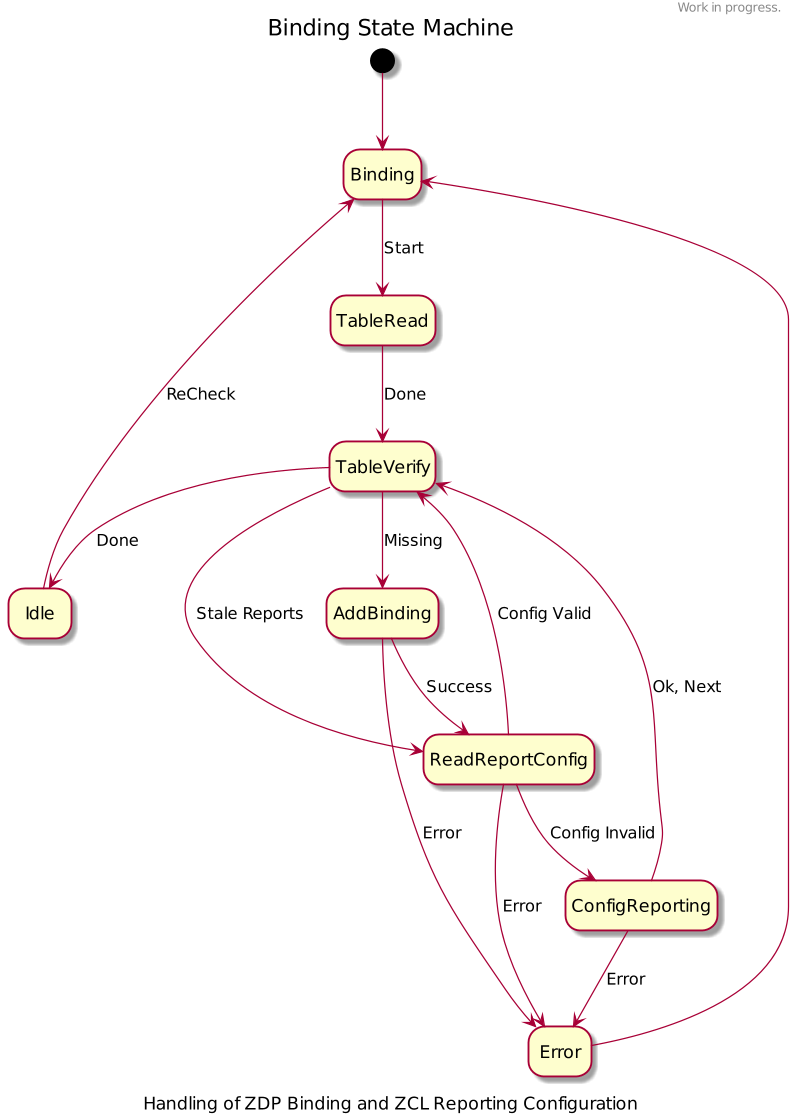 Work in progress.
Binding State Machine
Binding
Start
TableRead
ReCheck
Done
TableVerify
Done
Missing
Idle
Stale Reports
AddBinding
Config Valid
Success
Ok, Next
ReadReportConfig
Error
Config Invalid
Error
ConfigReporting
Error
Error
Handling of ZDP Binding and ZCL Reporting Configuration